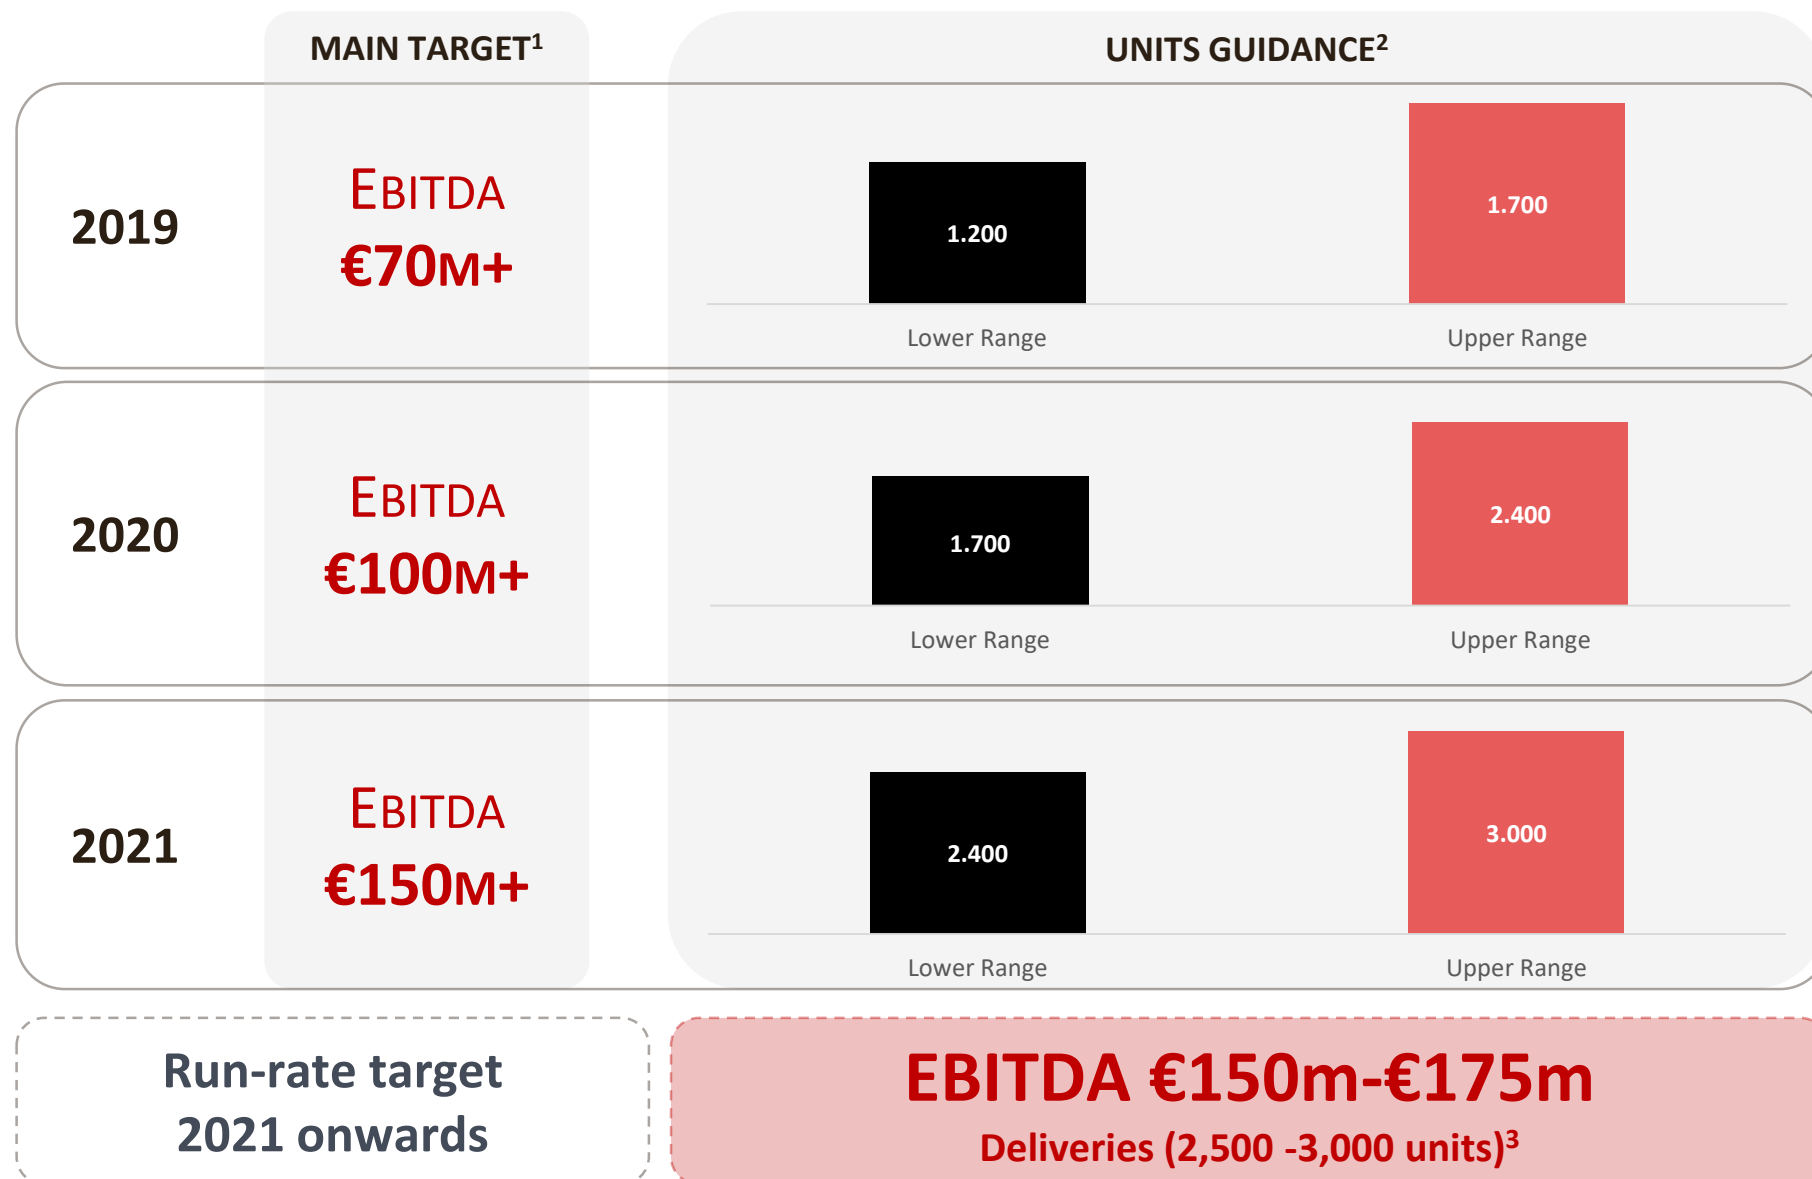 MAIN TARGET¹
UNITS GUIDANCE²
2019
EBITDA
€70M+
1.200
1.700
Lower Range
Upper Range
2020
EBITDA
€100M+
1.700
2.400
Lower Range
Upper Range
2021
EBITDA
€150M+
2.400
3.000
Lower Range
Upper Range
Run-rate target
2021 onwards
EBITDA €150m-€175m
Deliveries (2,500 -3,000 units)³